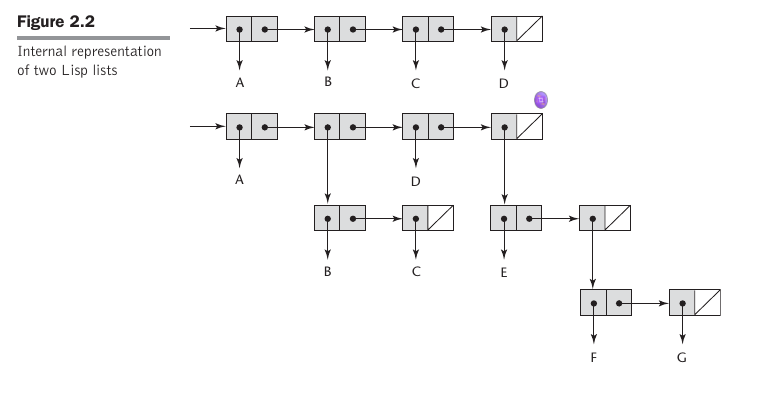 Figure 2.2
Internal representation
of two Lisp lists
A
B
C
D
A
D
B
C
E
F
G